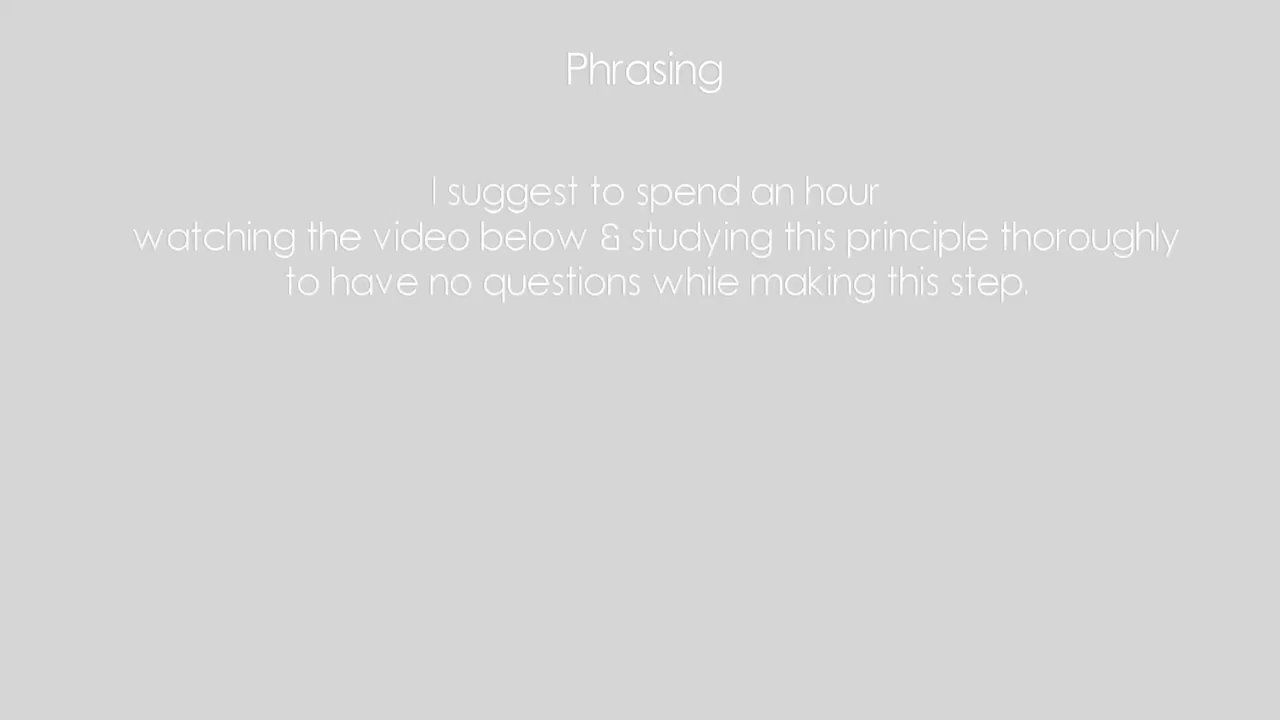 Phrasing
I suggest to spend an hour
watching the video below & studying this principle thoroughly
to have no questions while making this step.